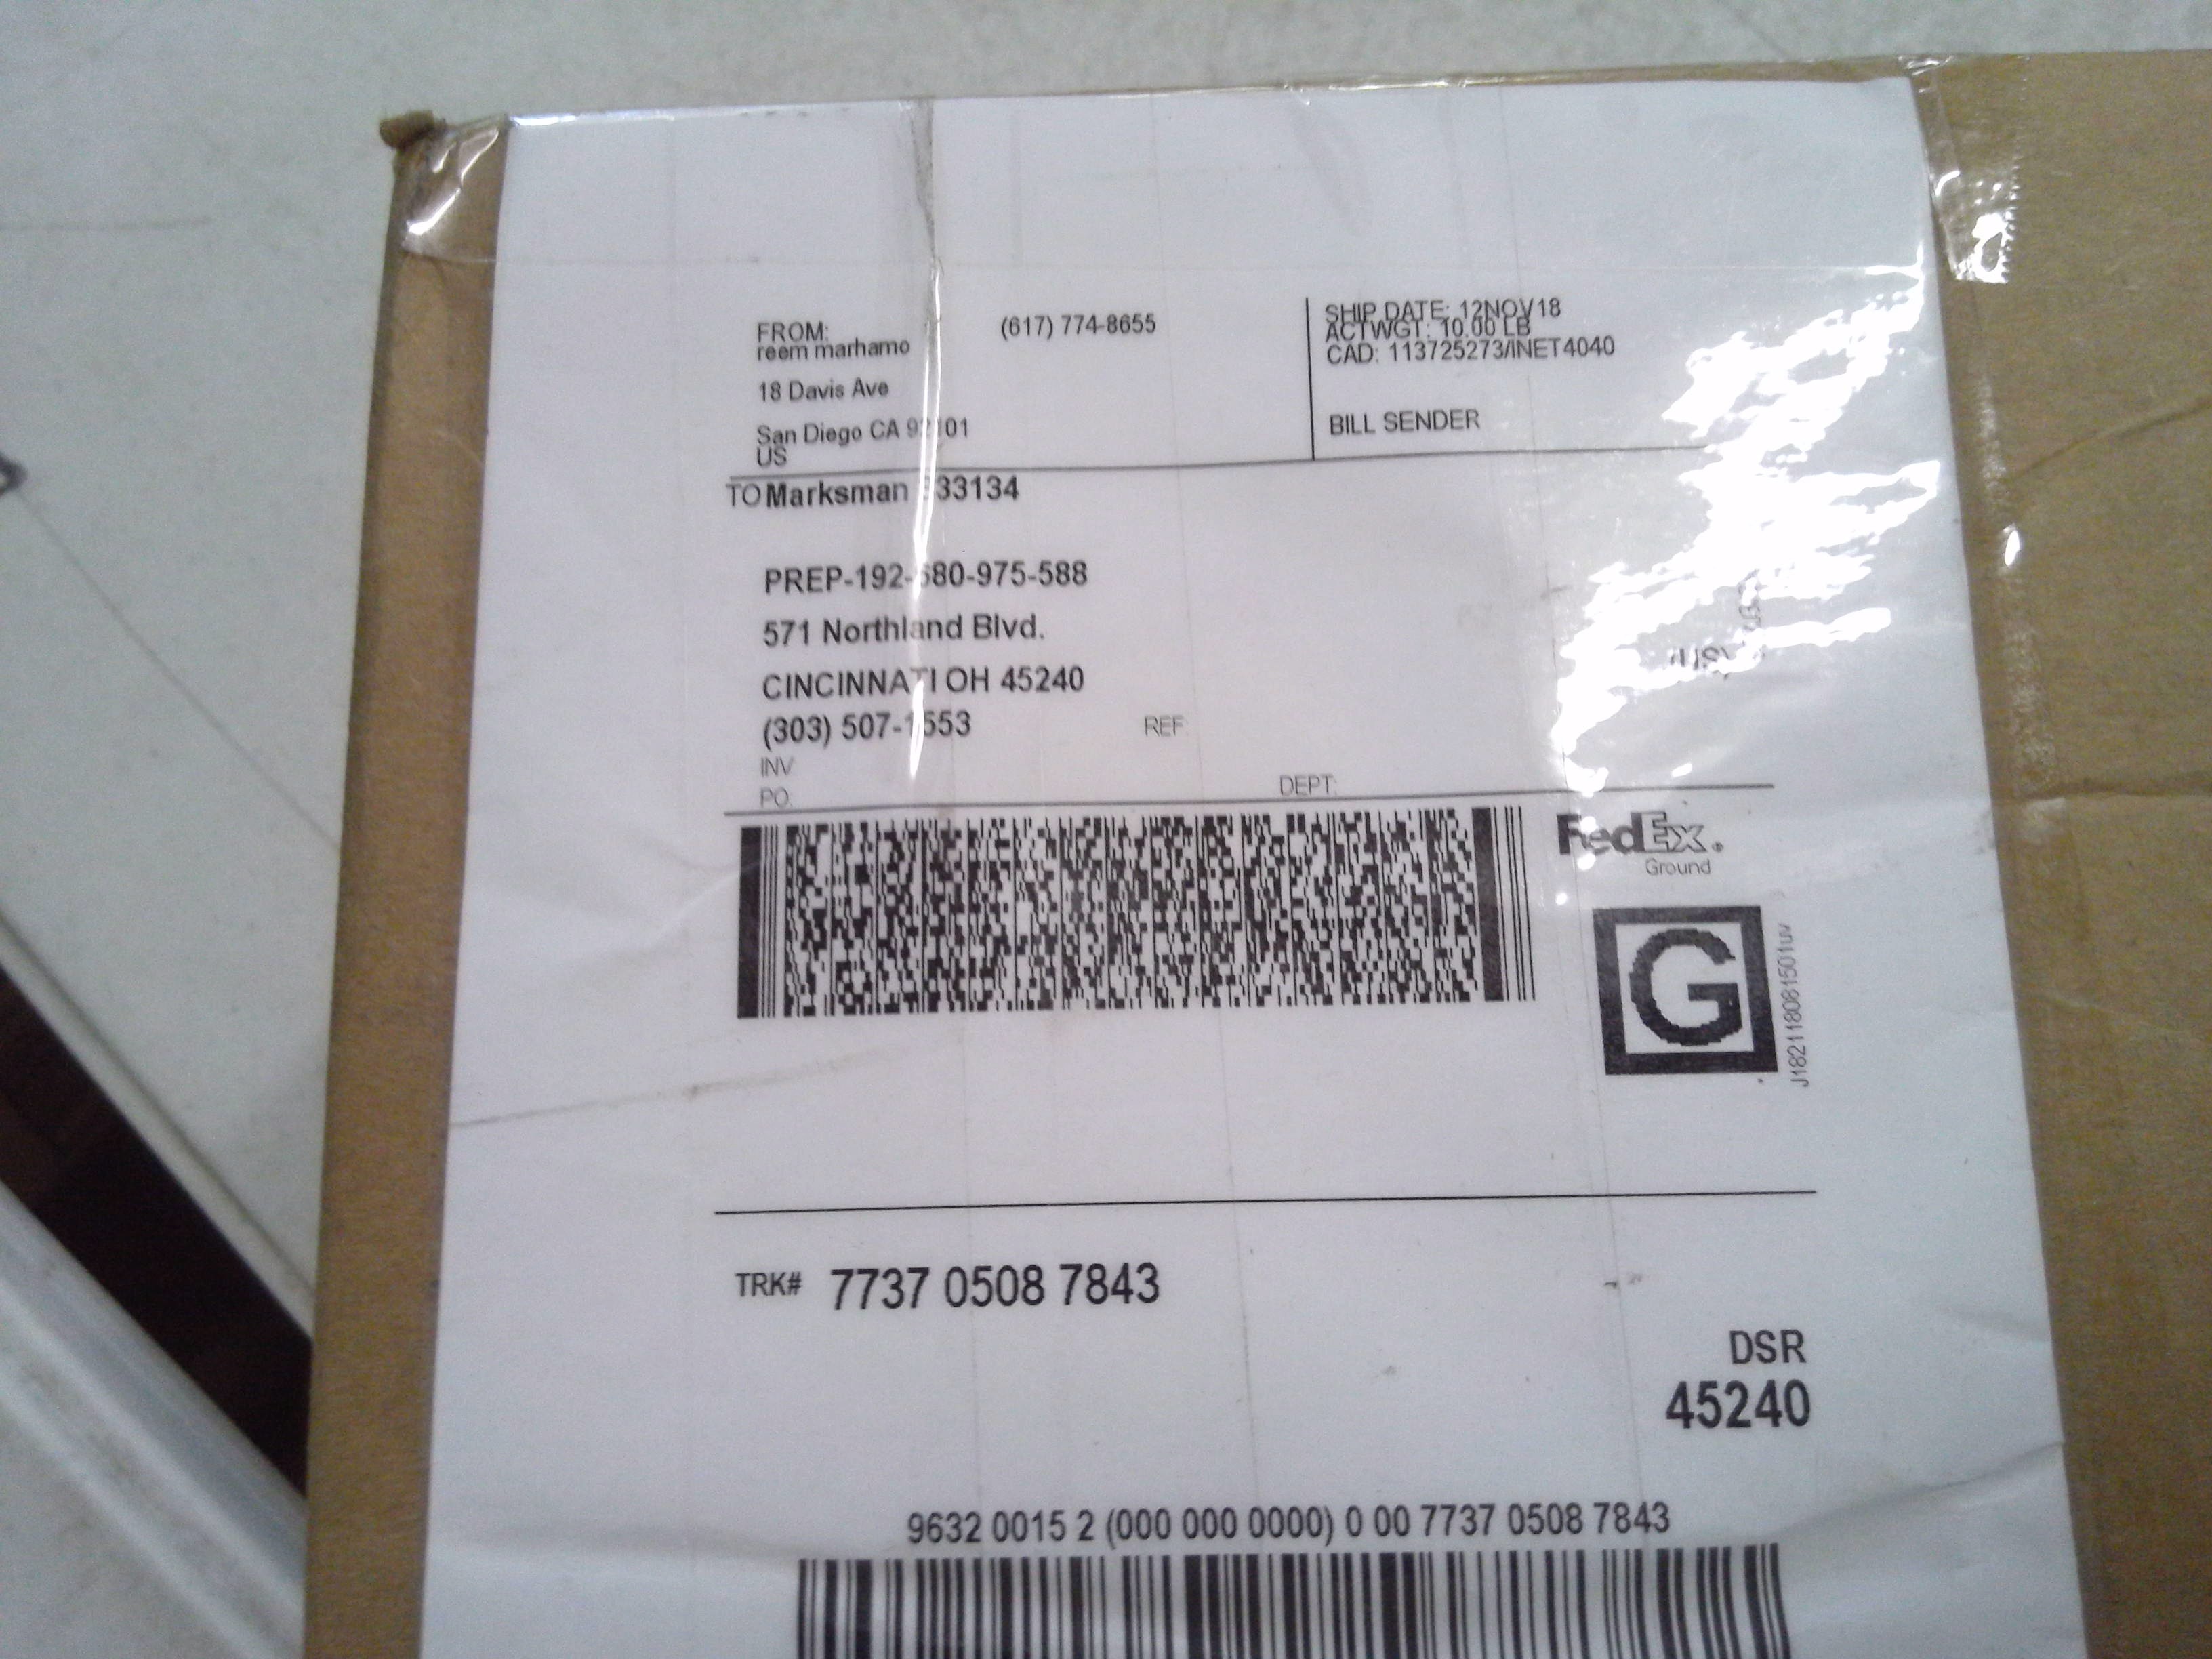 FROM: (617) 774-8655
reem marhamo
18 Davis Ave
San Diego CA
US
SHIP DATE: 12NOV18
ACTWGT: 10.00 LB
CAD: 113725273/INET4040
BILL SENDER
TO Marksman
571 Northland Blvd.
CINCINNATI OH 45240
(303) 507-1553
REF:
INV:
PO:
DEPT:
FedEx®
Ground
G
J182118081501uv
TRK# 7737 0508 7843
DSR
45240
9632 0015 2 (000 000 0000) 0 00 7737 0508 7843